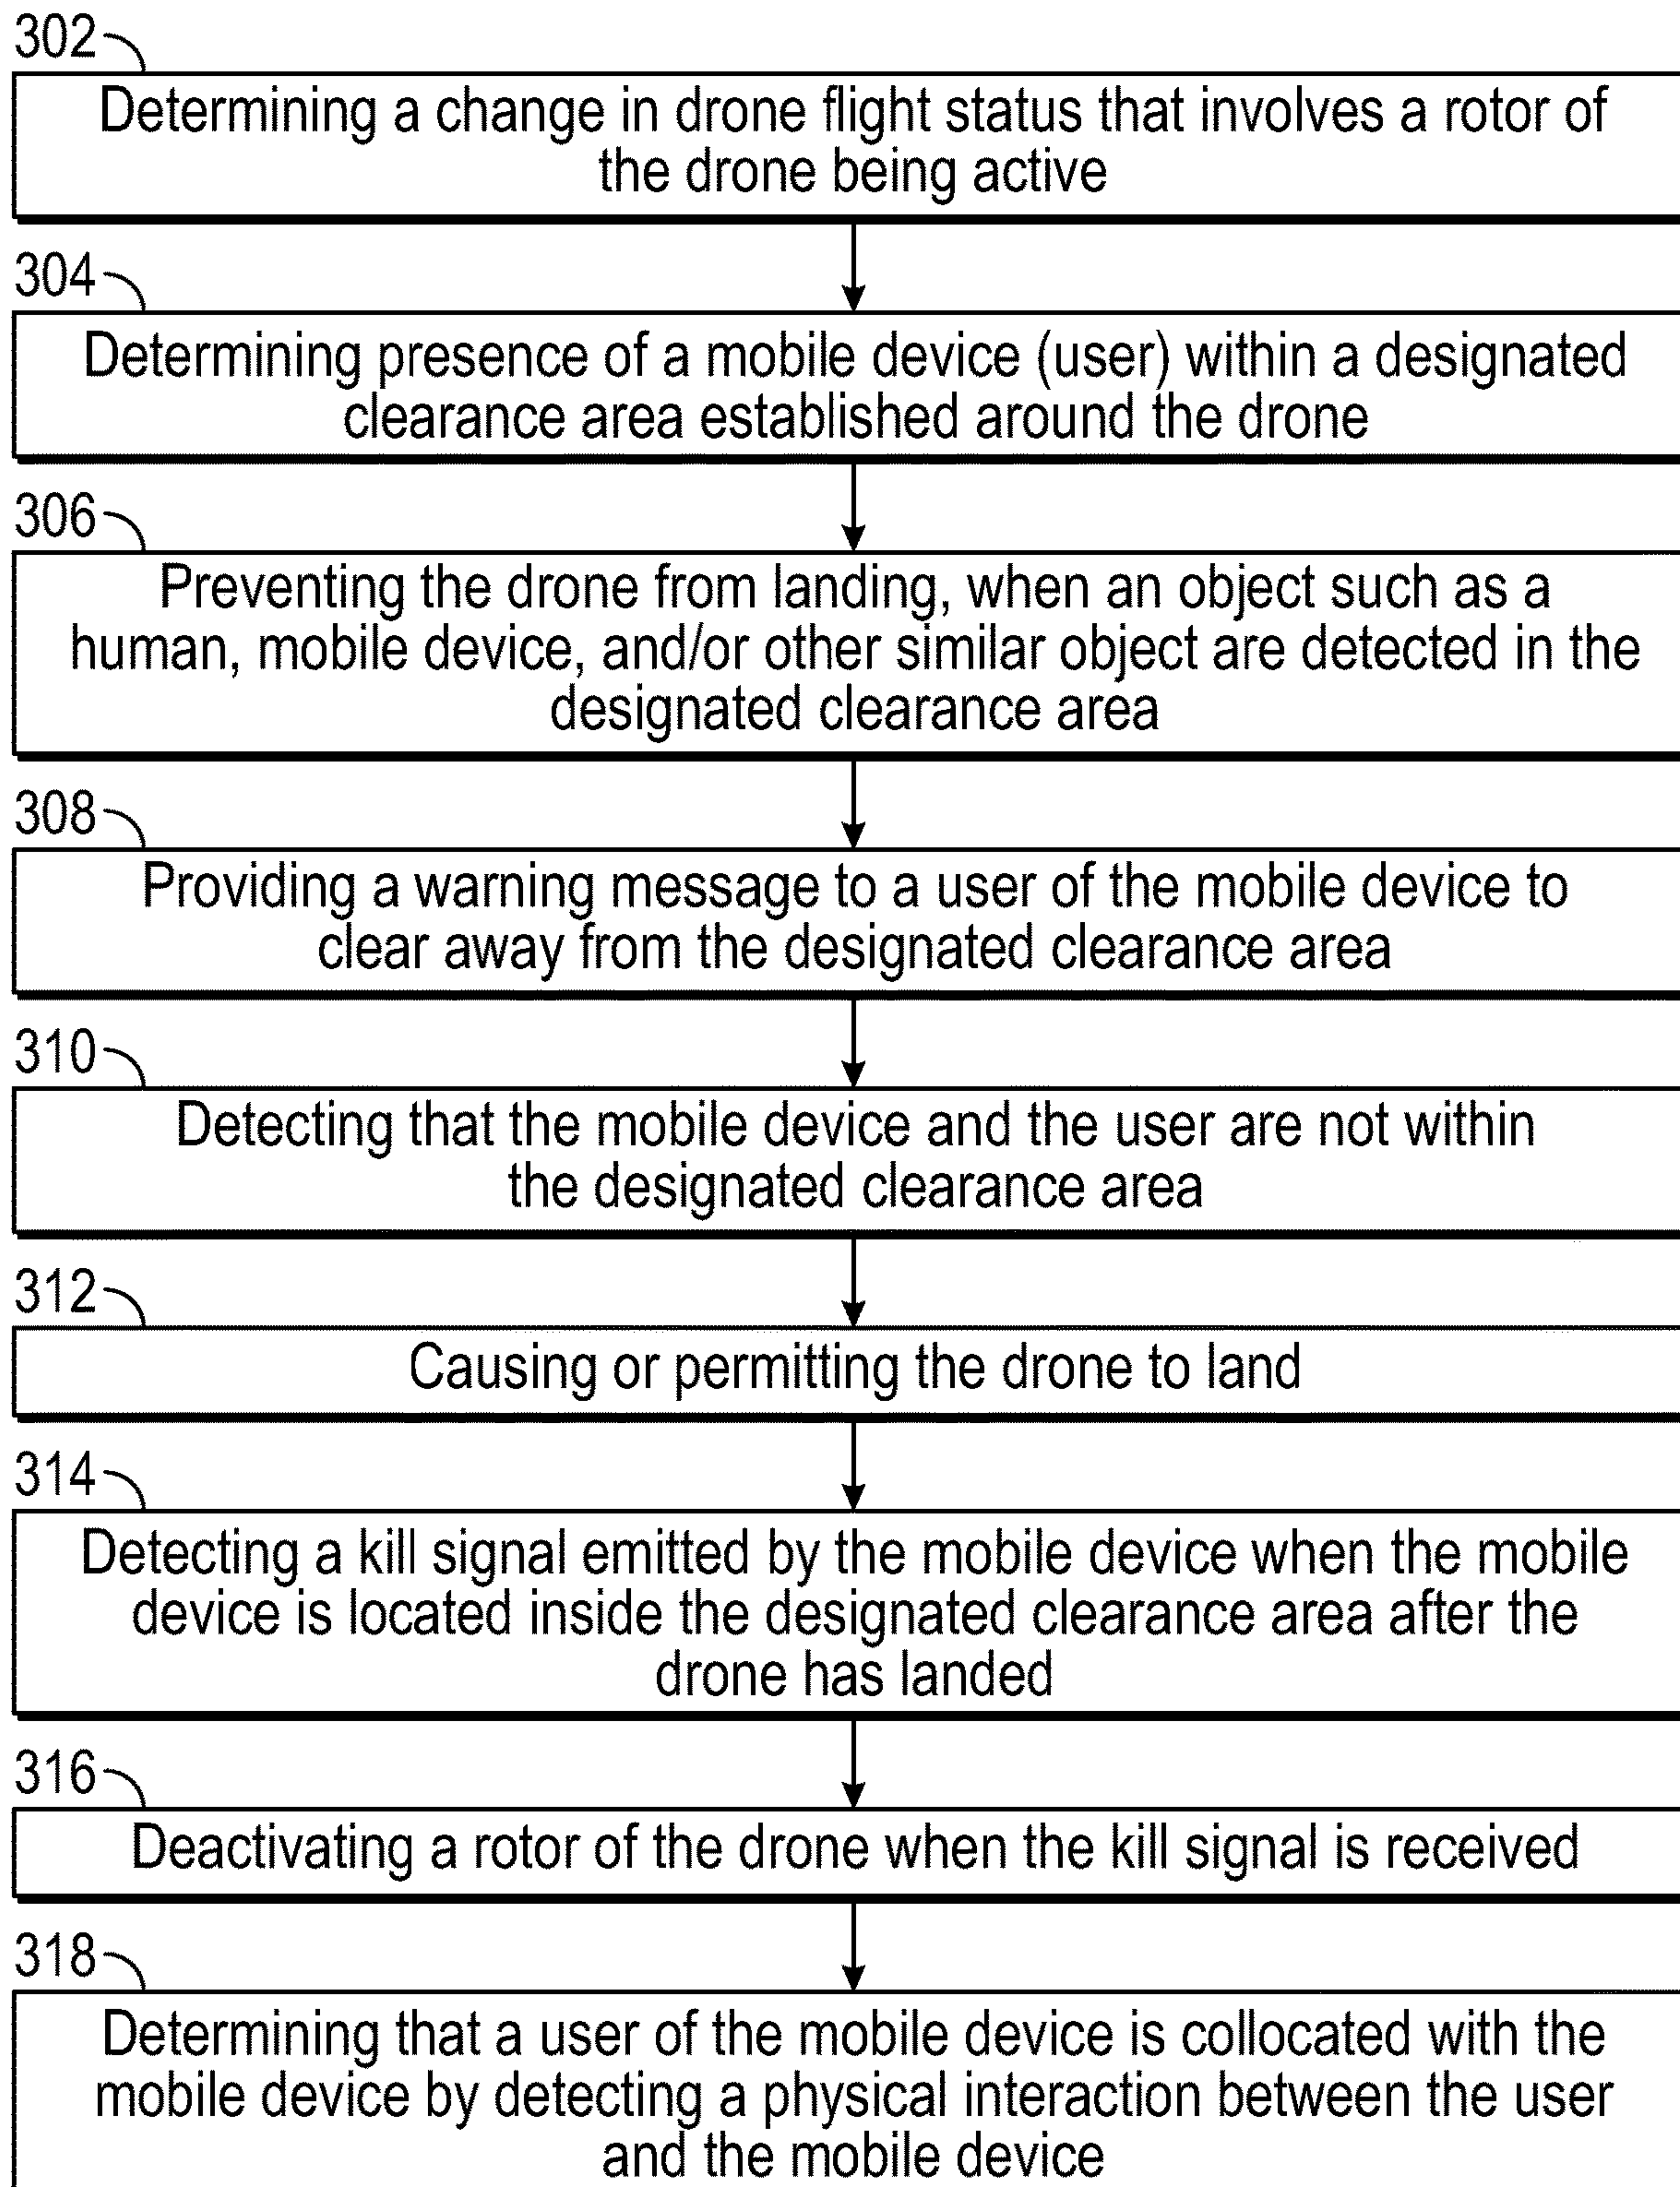 302
Determining a change in drone flight status that involves a rotor of
the drone being active
304
Determining presence of a mobile device (user) within a designated
clearance area established around the drone
306
Preventing the drone from landing, when an object such as a
human, mobile device, and/or other similar object are detected in the
designated clearance area
308
Providing a warning message to a user of the mobile device to
clear away from the designated clearance area
310
Detecting that the mobile device and the user are not within
the designated clearance area
312
Causing or permitting the drone to land
314
Detecting a kill signal emitted by the mobile device when the mobile
device is located inside the designated clearance area after the
drone has landed
316
Deactivating a rotor of the drone when the kill signal is received
318
Determining that a user of the mobile device is collocated with the
mobile device by detecting a physical interaction between the user
and the mobile device